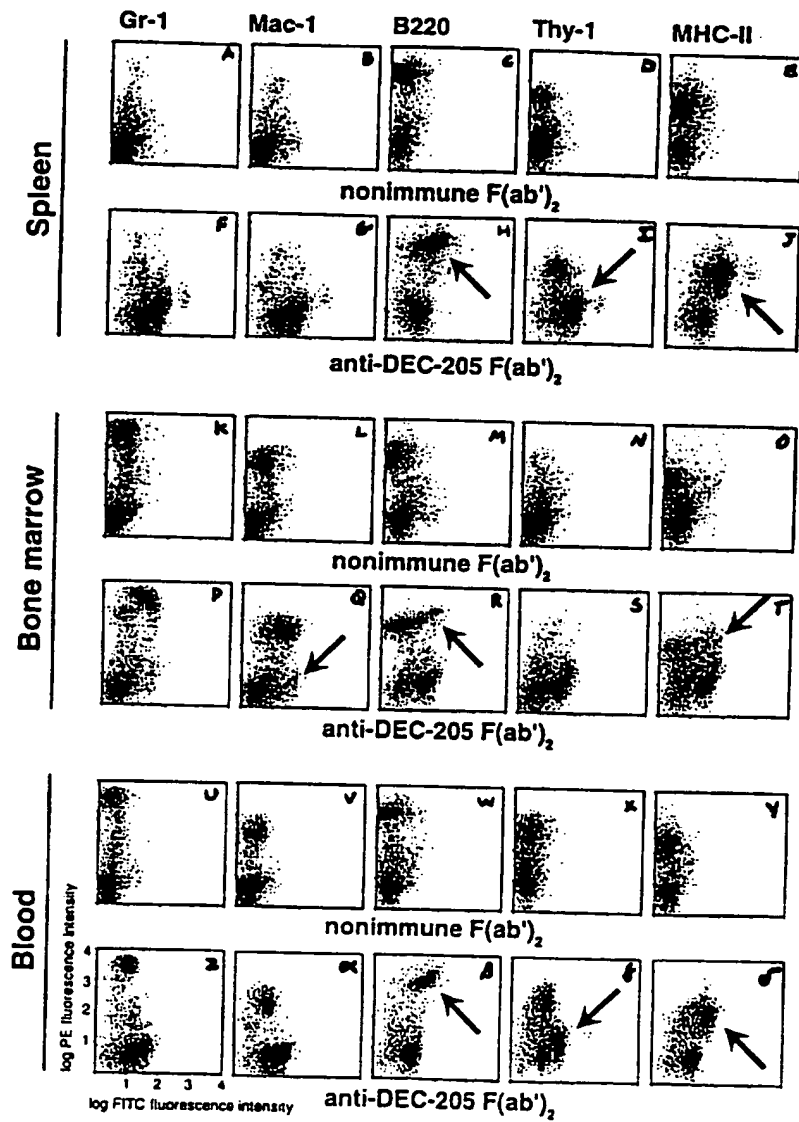 Gr-1 Mac-1 B220 Thy-1 MHC-II
Spleen
A B C D E
nonimmune F(ab')₂
F G H I J
anti-DEC-205 F(ab')₂
Bone marrow
K L M N O
nonimmune F(ab')₂
P Q R S T
anti-DEC-205 F(ab')₂
Blood
U V W X Y
nonimmune F(ab')₂
log PE fluorescence intensity
4
3
2
1
Z α β δ
1 2 3 4
log FITC fluorescence intensity
anti-DEC-205 F(ab')₂